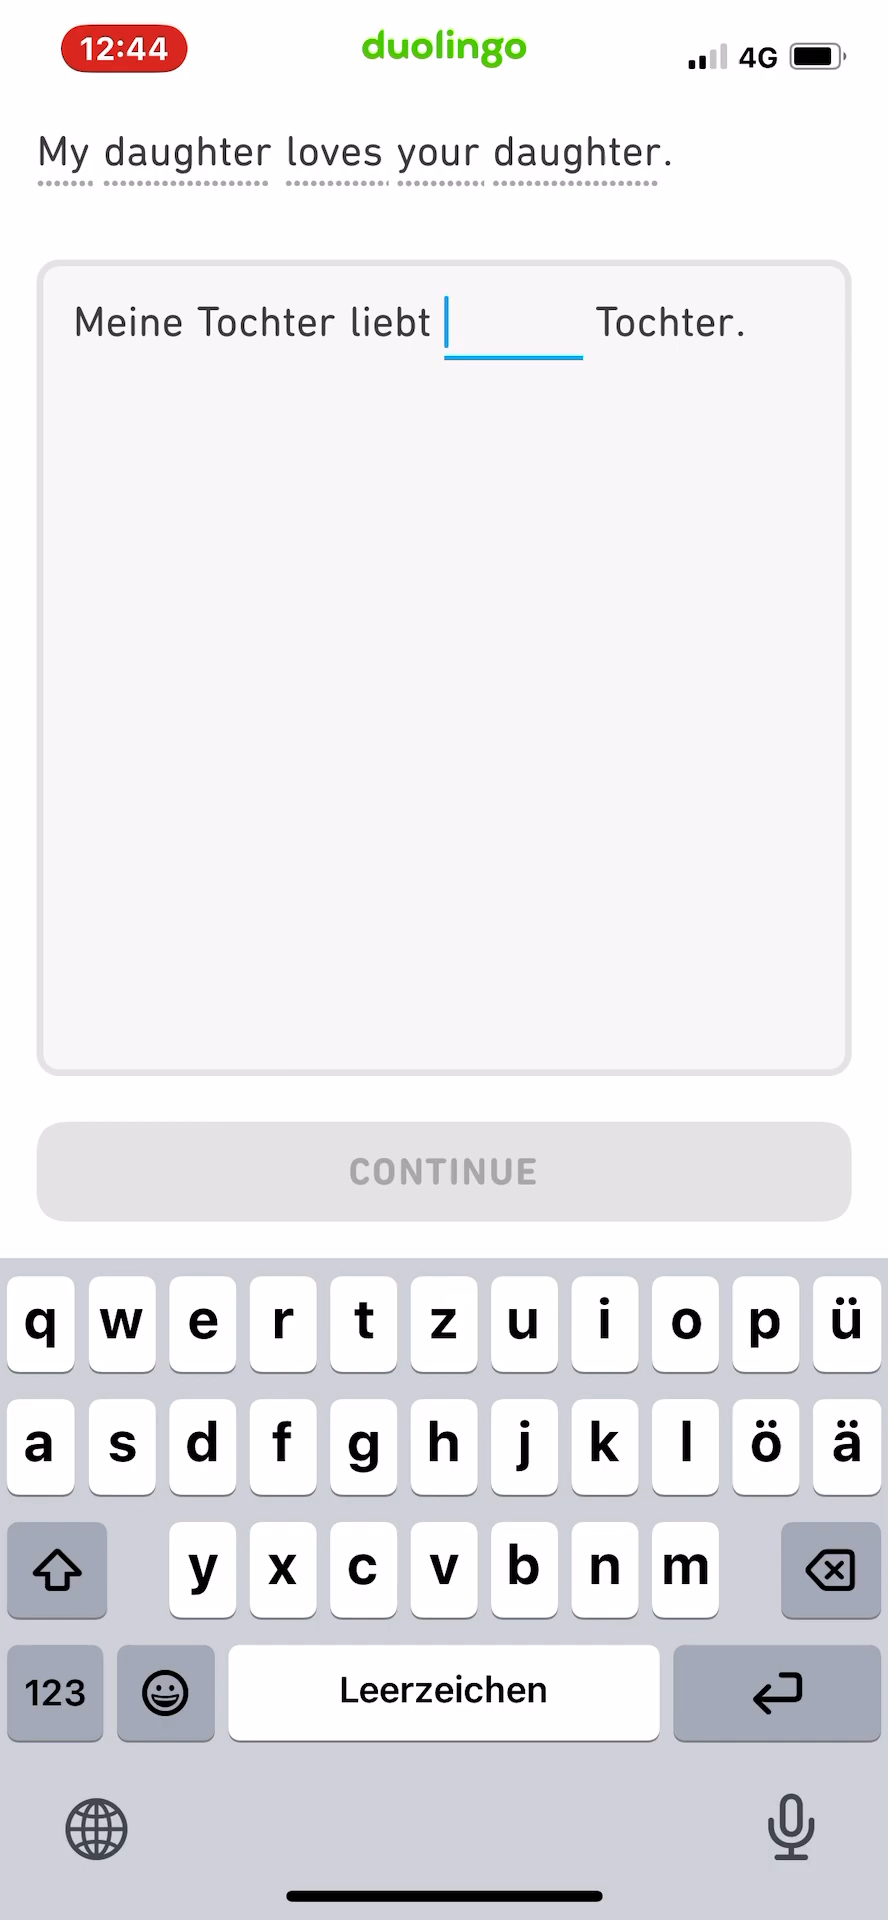 12:44
duolingo
4G
My daughter loves your daughter.
Meine Tochter liebt Tochter.
CONTINUE
q w e r t z u i o p ü
a s d f g h j k l ö ä
y x c v b n m
123 Leerzeichen